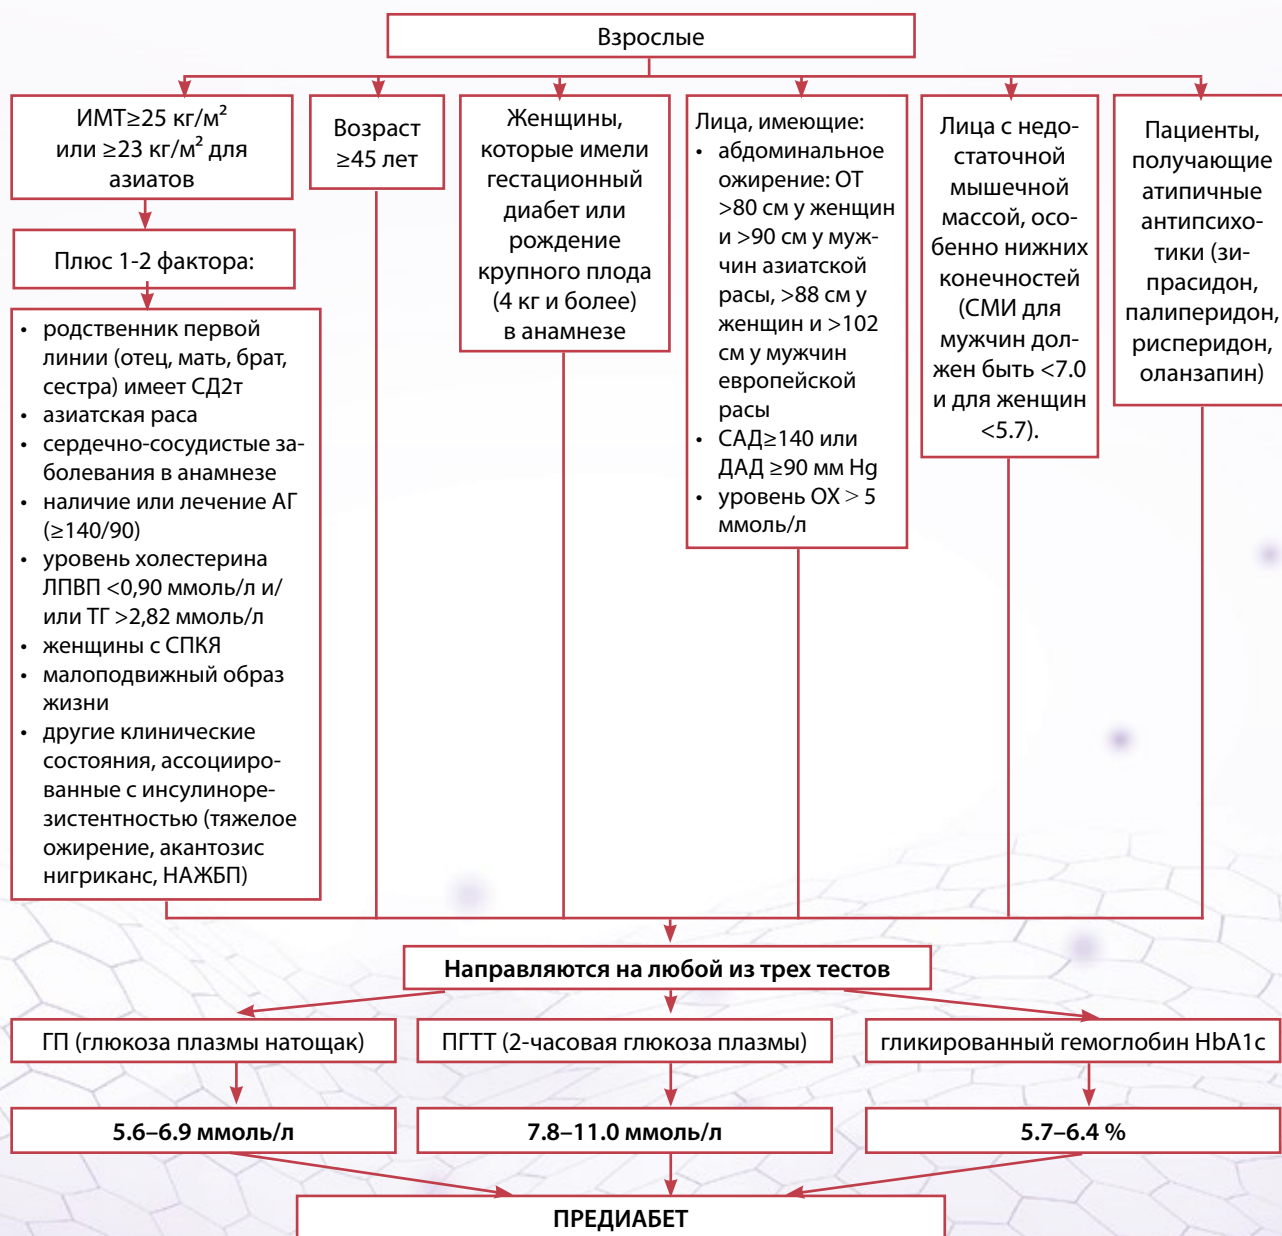 Взрослые
ИМТ≥25 кг/м²
или ≥23 кг/м² для
азиатов
Плюс 1-2 фактора:
• родственник первой
линии (отец, мать, брат,
сестра) имеет СД2т
• азиатская раса
• сердечно-сосудистые за-
болевания в анамнезе
• наличие или лечение АГ
(≥140/90)
• уровень холестерина
ЛПВП <0,90 ммоль/л и/
или ТГ >2,82 ммоль/л
• женщины с СПКЯ
• малоподвижный образ
жизни
• другие клинические
состояния, ассоцииро-
ванные с инсулиноре-
зистентностью (тяжелое
ожирение, акантозис
нигриканс, НАЖБП)
Возраст
≥45 лет
Женщины,
которые имели
гестационный
диабет или
рождение
крупного плода
(4 кг и более)
в анамнезе
Лица, имеющие:
• абдоминальное
ожирение: ОТ
>80 см у женщин
и >90 см у муж-
чин азиатской
расы, >88 см у
женщин и >102
см у мужчин
европейской
расы
• САД≥140 или
ДАД ≥90 мм Hg
• уровень ОХ > 5
ммоль/л
Лица с недо-
статочной
мышечной
массой, осо-
бенно нижних
конечностей
(СМИ для
мужчин дол-
жен быть <7.0
и для женщин
<5.7).
Пациенты,
получающие
атипичные
антипсихо-
тики (зи-
прасидон,
палиперидон,
рисперидон,
оланзапин)
Направляются на любой из трех тестов
ГП (глюкоза плазмы натощак)
ПГТТ (2-часовая глюкоза плазмы)
гликированный гемоглобин HbA1c
5.6–6.9 ммоль/л
7.8–11.0 ммоль/л
5.7–6.4 %
ПРЕДИАБЕТ